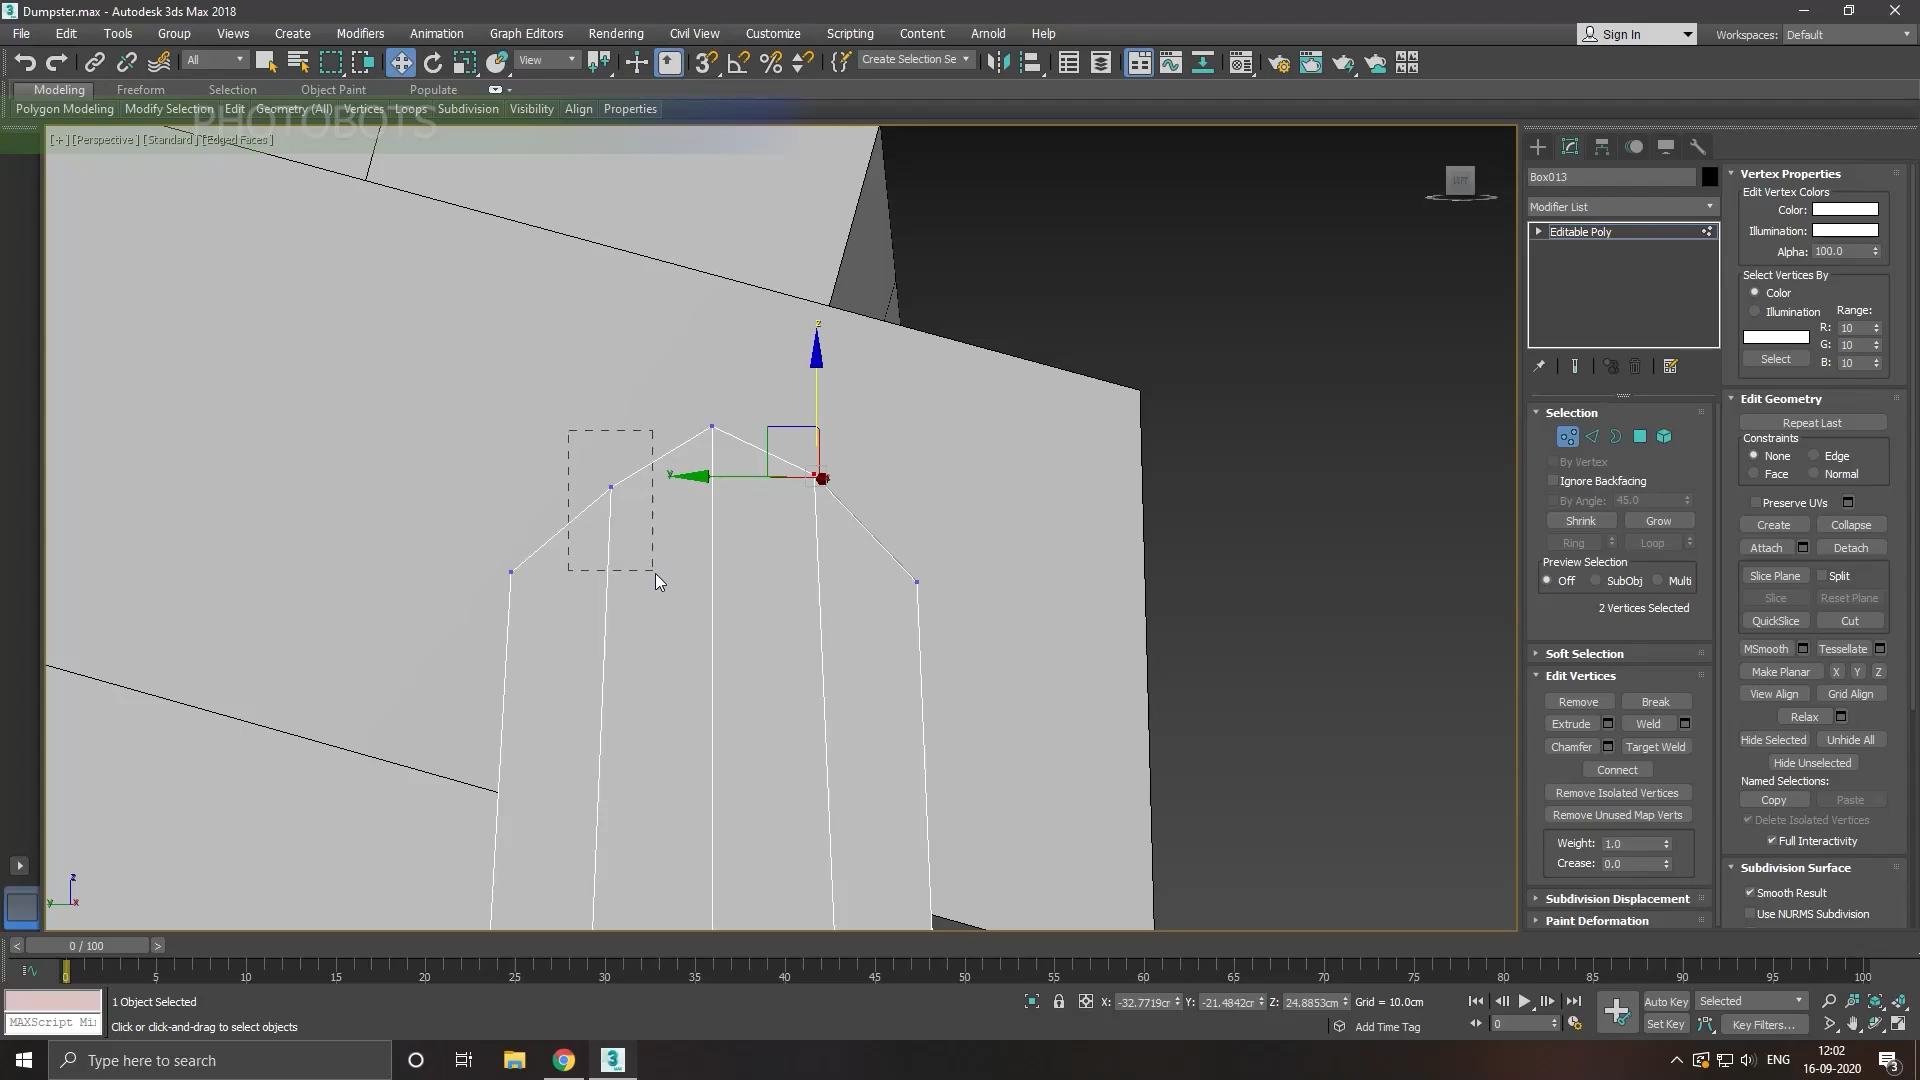 Dumpster.max - Autodesk 3ds Max 2018
File Edit Tools Group Views Create Modifiers Animation Graph Editors Rendering Civil View Customize Scripting Content Arnold Help
Sign In Workspaces: Default
All View Create Selection Se
Modeling Freeform Selection Object Paint Populate
Polygon Modeling Modify Selection Edit Geometry (All) Vertices Loops Subdivision Visibility Align Properties
PHOTOBOTS
[ + ] [Perspective ] [Standard ] [Edged Faces ]
LEFT
z
y
z
y x
Box013
Modifier List
Editable Poly
Selection
By Vertex
Ignore Backfacing
By Angle: 45.0
Shrink Grow
Ring Loop
Preview Selection
Off SubObj Multi
2 Vertices Selected
Soft Selection
Edit Vertices
Remove Break
Extrude Weld
Chamfer Target Weld
Connect
Remove Isolated Vertices
Remove Unused Map Verts
Weight: 1.0
Crease: 0.0
Subdivision Displacement
Paint Deformation
Vertex Properties
Edit Vertex Colors
Color:
Illumination:
Alpha: 100.0
Select Vertices By
Color
Illumination Range:
R: 10
G: 10
Select B: 10
Edit Geometry
Repeat Last
Constraints
None Edge
Face Normal
Preserve UVs
Create Collapse
Attach Detach
Slice Plane Split
Slice Reset Plane
QuickSlice Cut
MSmooth Tessellate
Make Planar X Y Z
View Align Grid Align
Relax
Hide Selected Unhide All
Hide Unselected
Named Selections:
Copy Paste
Delete Isolated Vertices
Full Interactivity
Subdivision Surface
Smooth Result
Use NURMS Subdivision
< 0 / 100 >
0 5 10 15 20 25 30 35 40 45 50 55 60 65 70 75 80 85 90 95 100
1 Object Selected
X: -32.7719cr Y: -21.4842cr Z: 24.8853cm Grid = 10.0cm
Auto Key Selected
MAXScript Mi
Click or click-and-drag to select objects
Add Time Tag
0
Set Key Key Filters...
Type here to search
ENG
12:02
16-09-2020
3